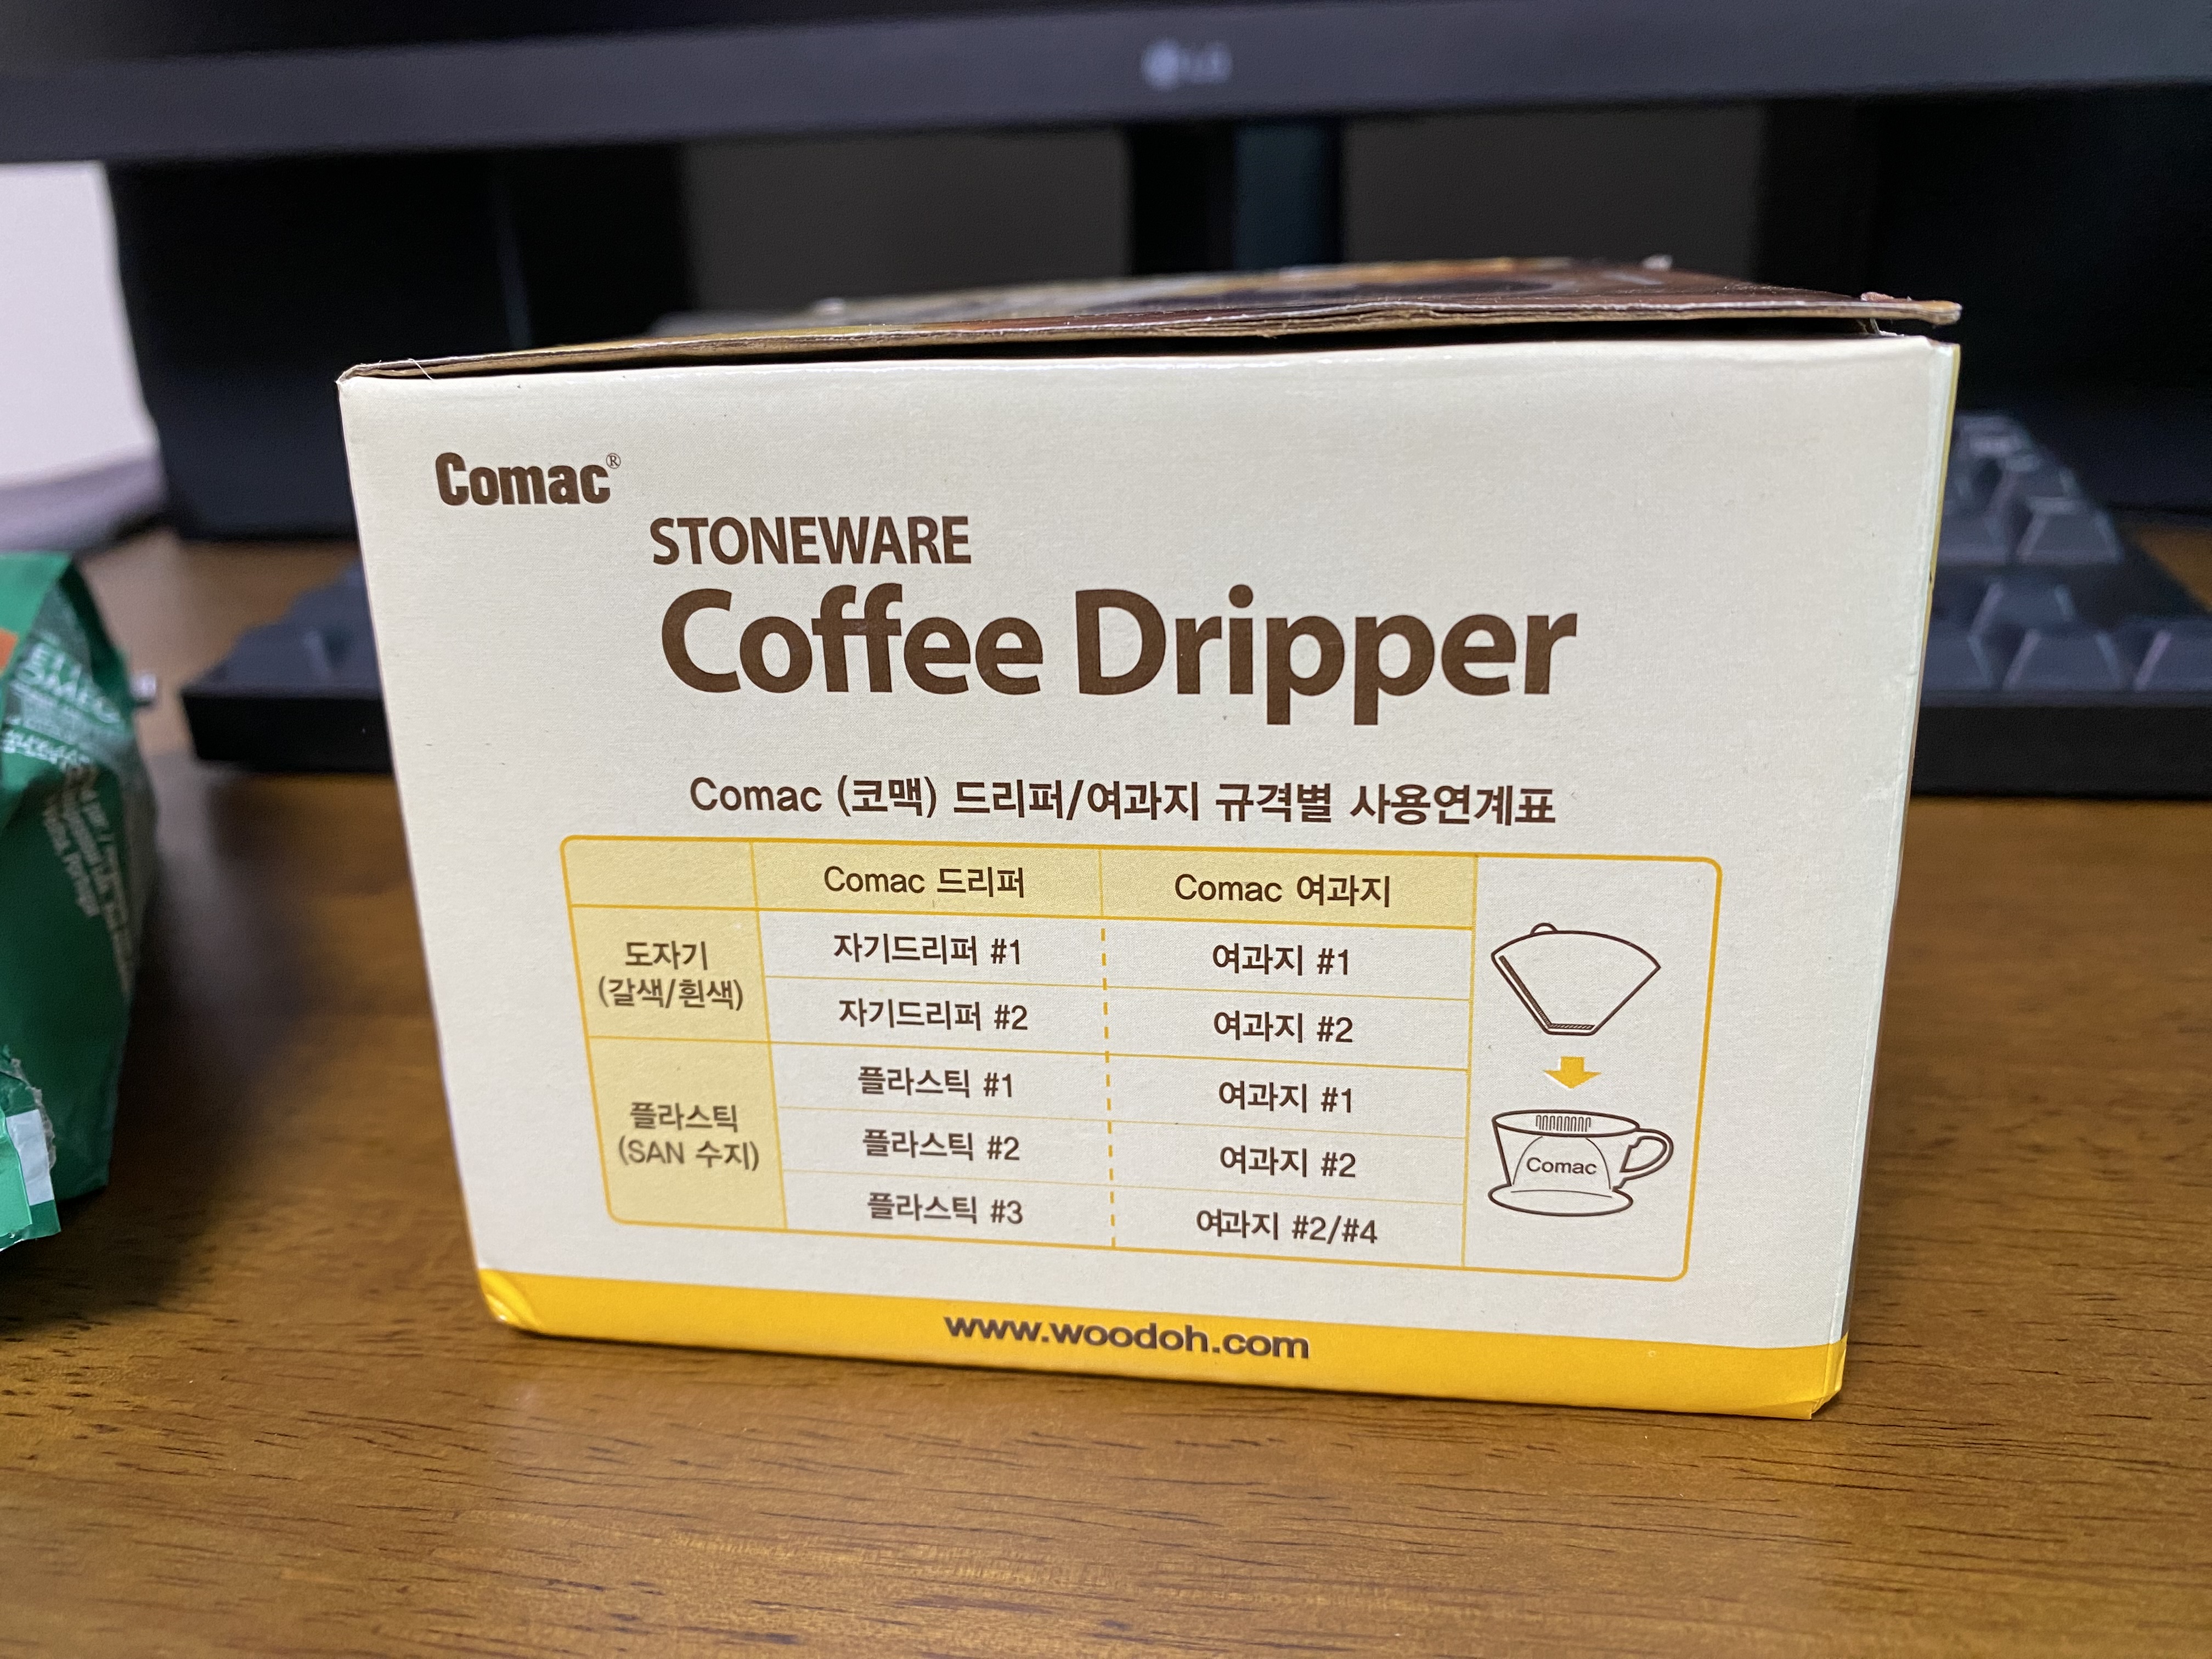 LG
Comac®
STONEWARE
Coffee Dripper
Comac (코맥) 드리퍼/여과지 규격별 사용연계표
Comac 드리퍼 Comac 여과지
도자기
(갈색/흰색)
자기드리퍼 #1 여과지 #1
자기드리퍼 #2 여과지 #2
플라스틱
(SAN 수지)
플라스틱 #1 여과지 #1
플라스틱 #2 여과지 #2
플라스틱 #3 여과지 #2/#4
Comac
www.woodoh.com